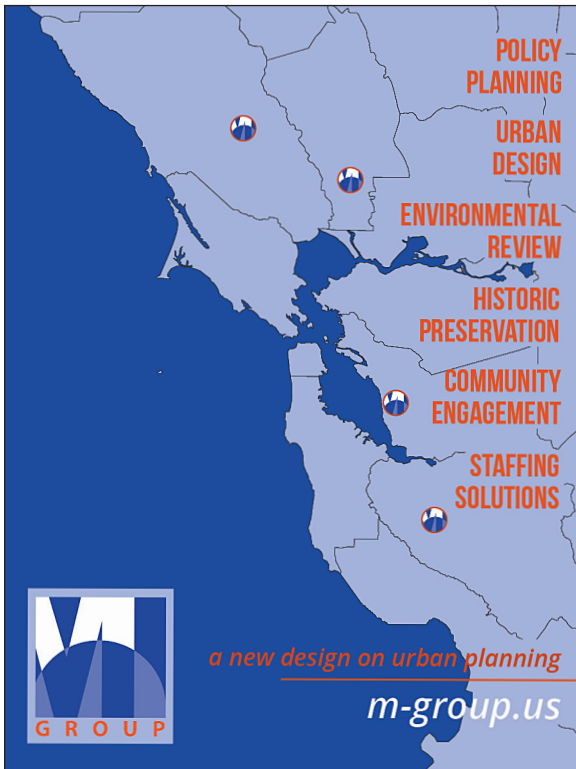 POLICY
PLANNING
URBAN
DESIGN
ENVIRONMENTAL
REVIEW
HISTORIC
PRESERVATION
COMMUNITY
ENGAGEMENT
STAFFING
SOLUTIONS
a new design on urban planning
m-group.us
M
GROUP